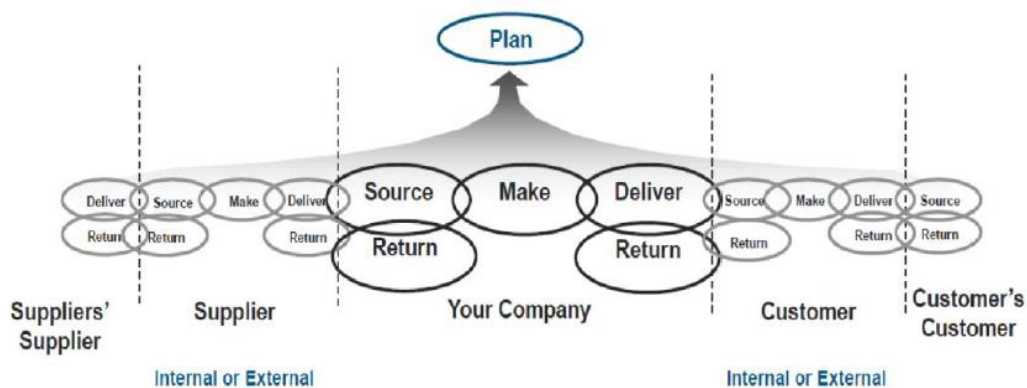 Plan
Deliver Source Make Deliver Source Make Deliver Source Make Deliver Source
Return Return Return Return Return Return Return Return
Suppliers’ Supplier Your Company Customer Customer’s
Supplier Customer
Internal or External Internal or External